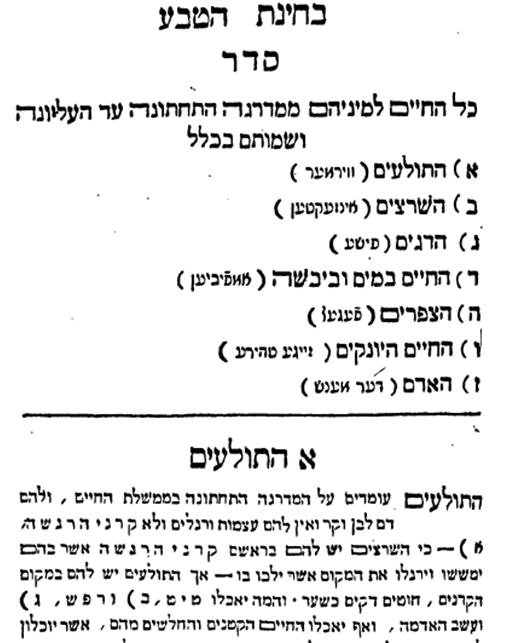 בחינת הטבע
סדר
כל החיים למיניהם ממדרגה התחתונה עד העליונה
ושמותם בכלל
א) התולעים (ווירמער)
ב) השרצים (אינזעקטען)
ג) הדגים (פישע)
ד) החיים במים וביבשה (אמפיביען)
ה) הצפרים (פֿעגעל)
ו) החיים היונקים (זייגע טהירע)
ז) האדם (דער מענש)
א התולעים
התולעים עומדים על המדרגה התחתונה בממשלת החיים, ולהם
דם לבן וקר ואין להם עצמות ורגלים ולא קרני הרגשה.
א) — כי השרצים יש להם בראשם קרני הרגשה אשר בהם
ימששו וירגלו את המקום אשר ילכו בו — אך התולעים יש להם במקום
הקרנים, חוטים דקים כשער. והמה יאכלו טיט, ב) ורפש, ג)
ועשב האדמה, ואף יאכלו החיים הקטנים והחלשים מהם, אשר יוכלון